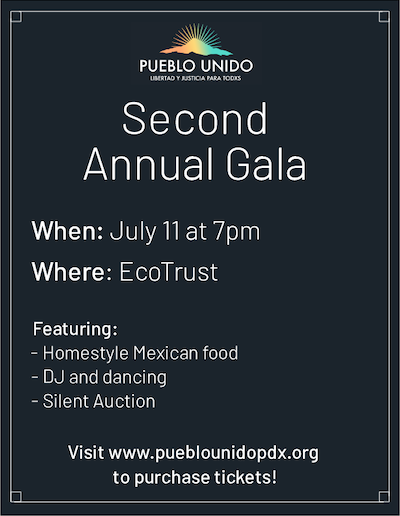 PUEBLO UNIDO
LIBERTAD Y JUSTICIA PARA TODXS
Second
Annual Gala
When: July 11 at 7pm
Where: EcoTrust
Featuring:
- Homestyle Mexican food
- DJ and dancing
- Silent Auction
Visit www.pueblounidopdx.org
to purchase tickets!